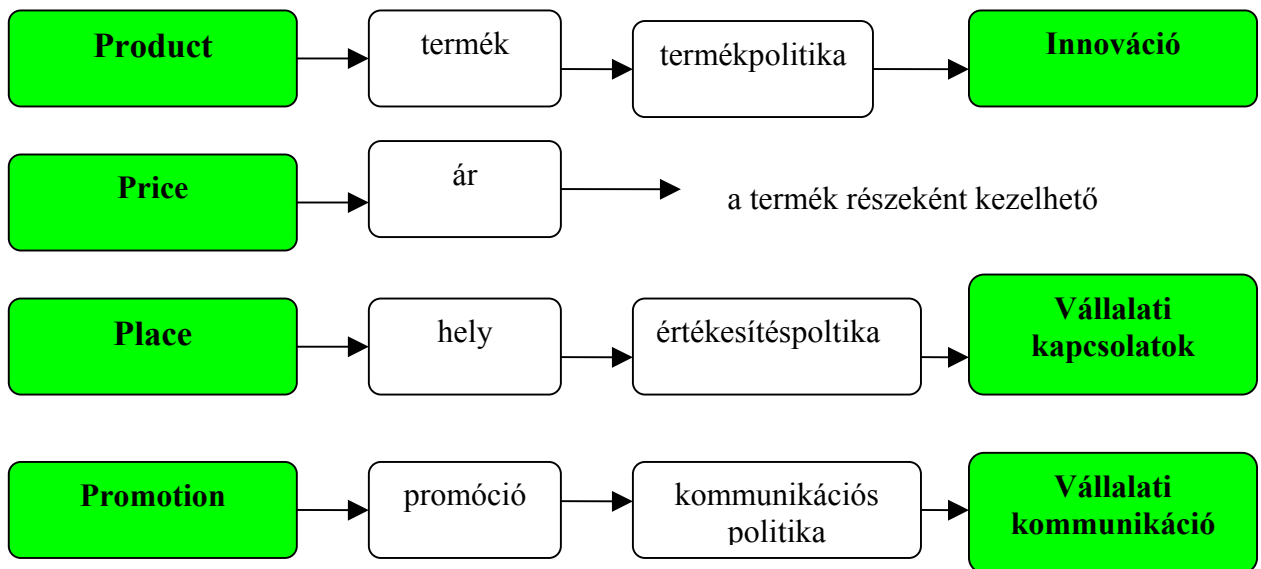 Product
termék
termékpolitika
Innováció
Price
ár
a termék részeként kezelhető
Place
hely
értékesítéspoltika
Vállalati
kapcsolatok
Promotion
promóció
kommunikációs
politika
Vállalati
kommunikáció